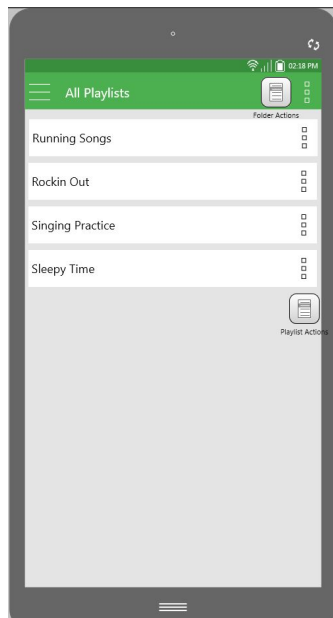 02:18 PM
All Playlists
Folder Actions
Running Songs
Rockin Out
Singing Practice
Sleepy Time
Playlist Actions